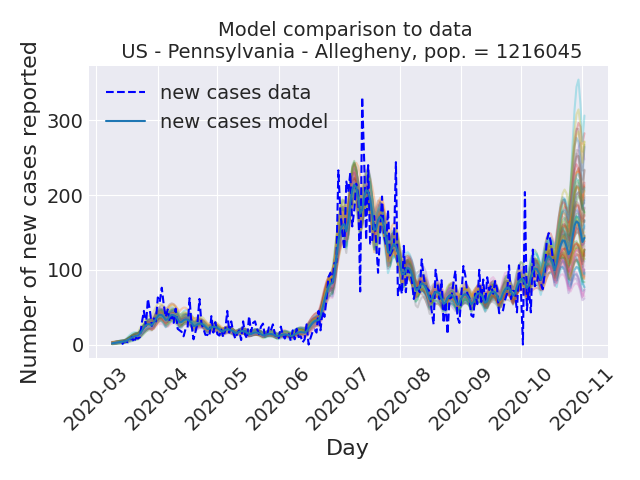 Model comparison to data
US - Pennsylvania - Allegheny, pop. = 1216045
new cases data
new cases model
Number of new cases reported
300
200
100
0
2020-03
2020-04
2020-05
2020-06
2020-07
2020-08
2020-09
2020-10
2020-11
Day